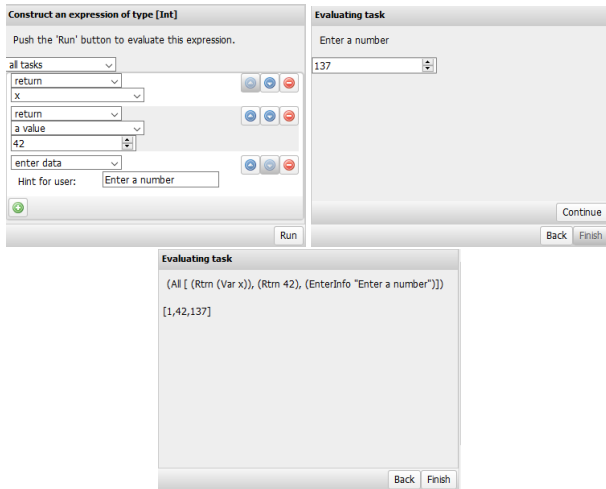 Construct an expression of type [Int]
Push the 'Run' button to evaluate this expression.
all tasks
return
x
return
a value
42
enter data
Hint for user: Enter a number
Run
Evaluating task
Enter a number
137
Continue
Back Finish
Evaluating task
(All [ (Rtrn (Var x)), (Rtrn 42), (EnterInfo "Enter a number")])
[1,42,137]
Back Finish